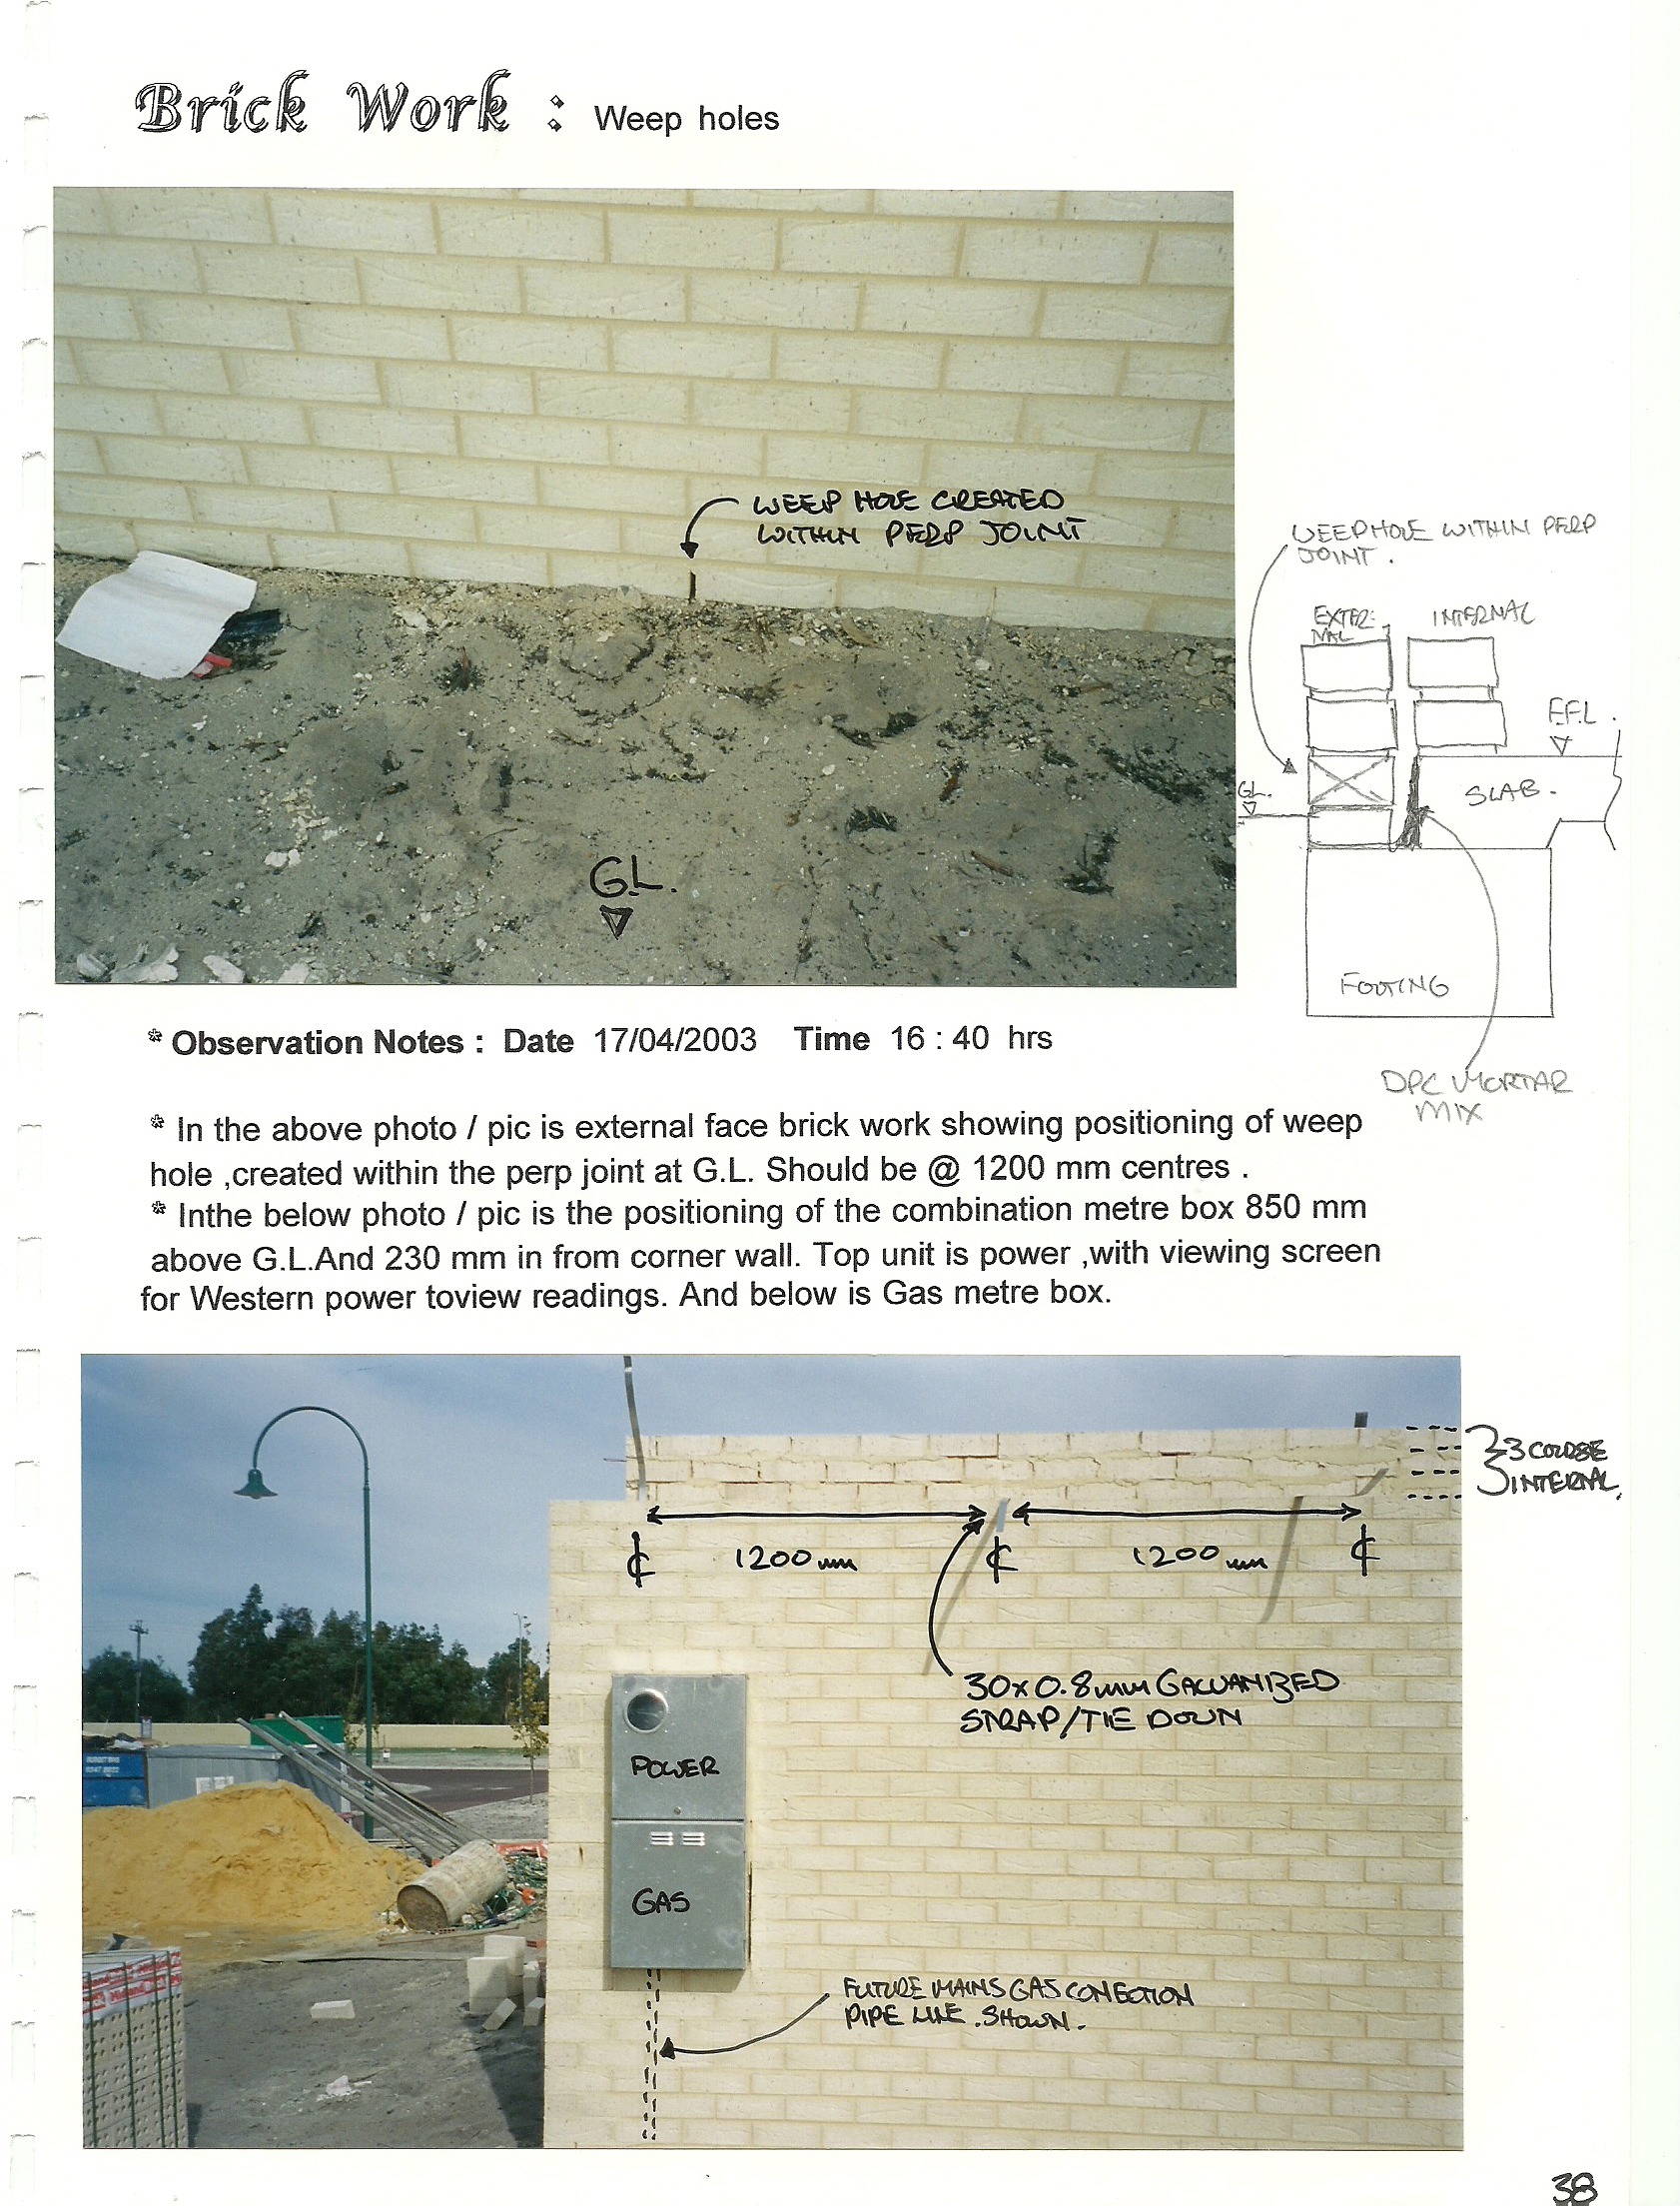 Brick Work : Weep holes
WEEP HOLE CREATED
WITHIN PERP JOINT
G.L.
WEEPHOLE WITHIN PERP
JOINT .
EXTER-
NAL
INTERNAL
F.F.L .
G.L.
SLAB .
FOOTING
DPC MORTAR
MIX
* Observation Notes : Date 17/04/2003 Time 16 : 40 hrs
* In the above photo / pic is external face brick work showing positioning of weep
hole ,created within the perp joint at G.L. Should be @ 1200 mm centres .
* Inthe below photo / pic is the positioning of the combination metre box 850 mm
above G.L.And 230 mm in from corner wall. Top unit is power ,with viewing screen
for Western power toview readings. And below is Gas metre box.
3 COURSE
INTERNAL.
℄ 1200mm ℄ 1200mm ℄
30x0.8mm GALVANIZED
STRAP/TIE DOWN
POWER
GAS
FUTURE MAINS GAS CONECTION
PIPE LINE .SHOWN.
38